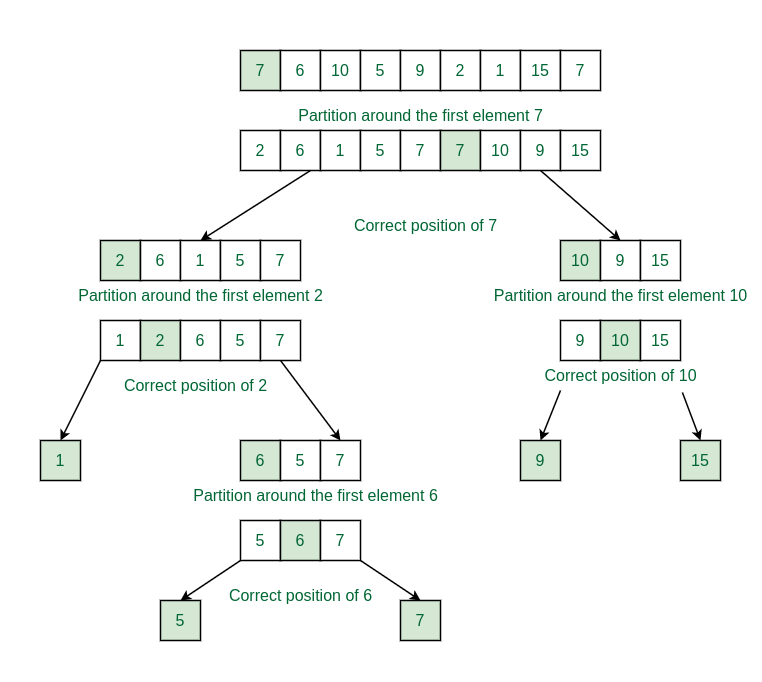 7 6 10 5 9 2 1 15 7
Partition around the first element 7
2 6 1 5 7 7 10 9 15
Correct position of 7
2 6 1 5 7
10 9 15
Partition around the first element 2
Partition around the first element 10
1 2 6 5 7
9 10 15
Correct position of 2
Correct position of 10
1
6 5 7
9
15
Partition around the first element 6
5 6 7
Correct position of 6
5
7